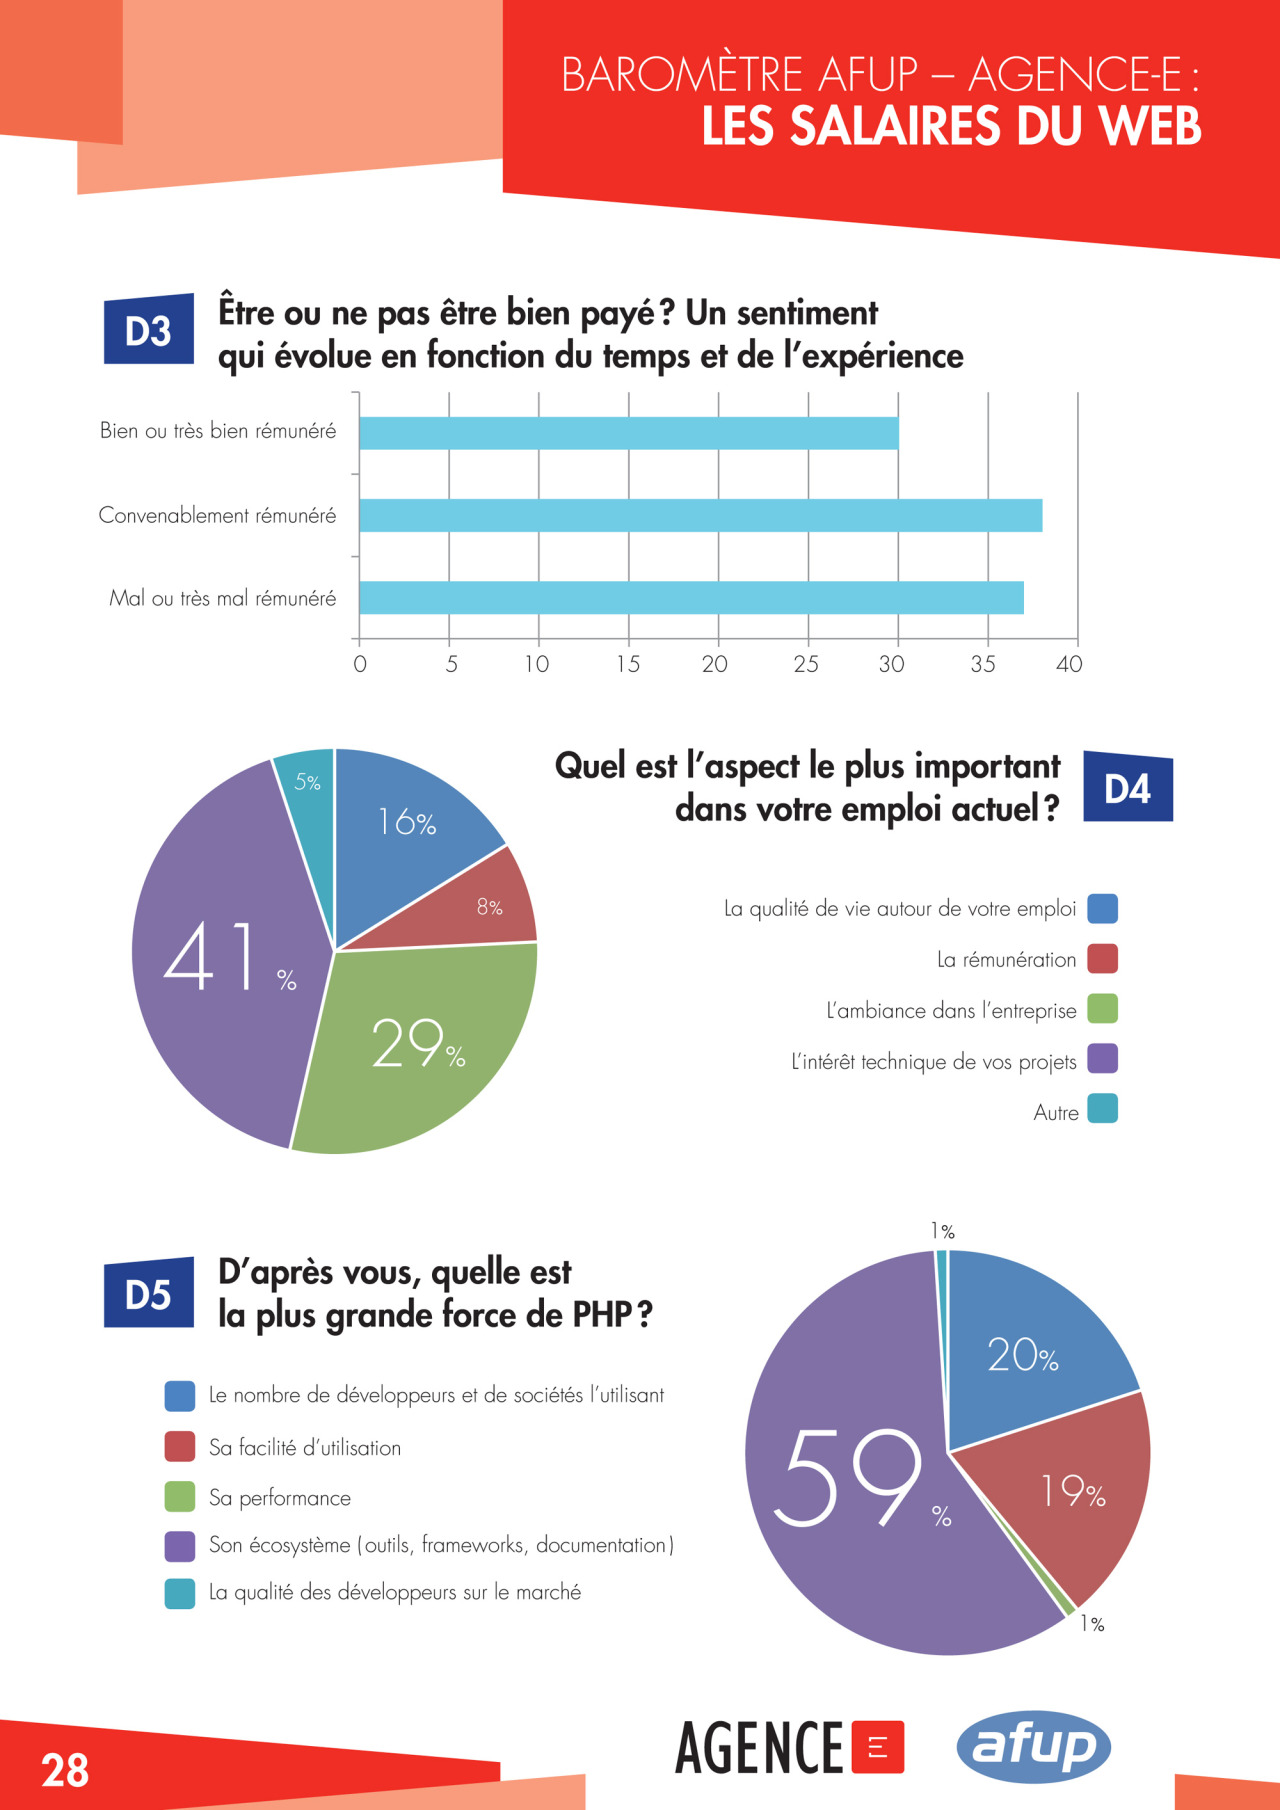 BAROMÈTRE AFUP – AGENCE-E :
LES SALAIRES DU WEB
D3
Être ou ne pas être bien payé ? Un sentiment
qui évolue en fonction du temps et de l’expérience
Bien ou très bien rémunéré
Convenablement rémunéré
Mal ou très mal rémunéré
0 5 10 15 20 25 30 35 40
Quel est l’aspect le plus important
dans votre emploi actuel ?
D4
5%
16%
8%
41%
29%
La qualité de vie autour de votre emploi
La rémunération
L’ambiance dans l’entreprise
L’intérêt technique de vos projets
Autre
D5
D’après vous, quelle est
la plus grande force de PHP ?
Le nombre de développeurs et de sociétés l’utilisant
Sa facilité d’utilisation
Sa performance
Son écosystème (outils, frameworks, documentation)
La qualité des développeurs sur le marché
1%
20%
59%
19%
1%
28
AGENCE E
afup